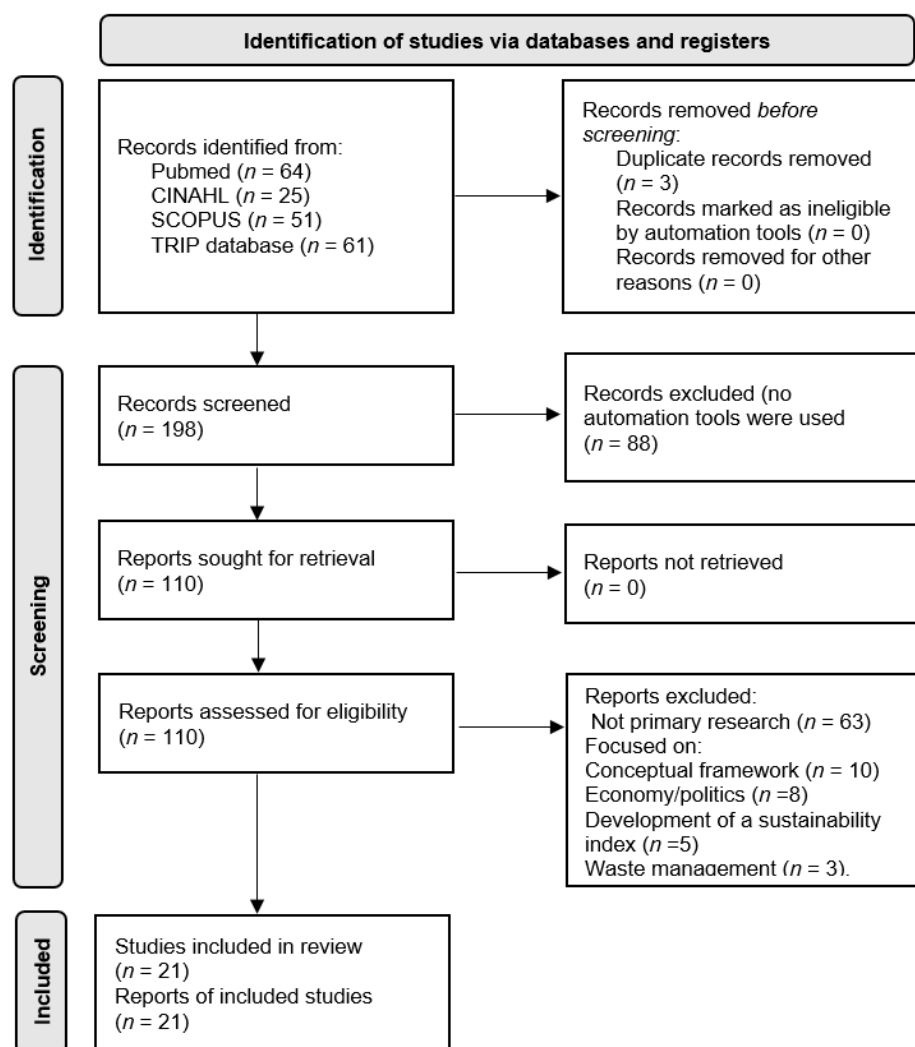 Identification of studies via databases and registers
Identification
Records identified from:
Pubmed (n = 64)
CINAHL (n = 25)
SCOPUS (n = 51)
TRIP database (n = 61)
Records removed before
screening:
Duplicate records removed
(n = 3)
Records marked as ineligible
by automation tools (n = 0)
Records removed for other
reasons (n = 0)
Screening
Records screened
(n = 198)
Records excluded (no
automation tools were used
(n = 88)
Reports sought for retrieval
(n = 110)
Reports not retrieved
(n = 0)
Reports assessed for eligibility
(n = 110)
Reports excluded:
Not primary research (n = 63)
Focused on:
Conceptual framework (n = 10)
Economy/politics (n =8)
Development of a sustainability
index (n =5)
Waste management (n = 3).
Included
Studies included in review
(n = 21)
Reports of included studies
(n = 21)